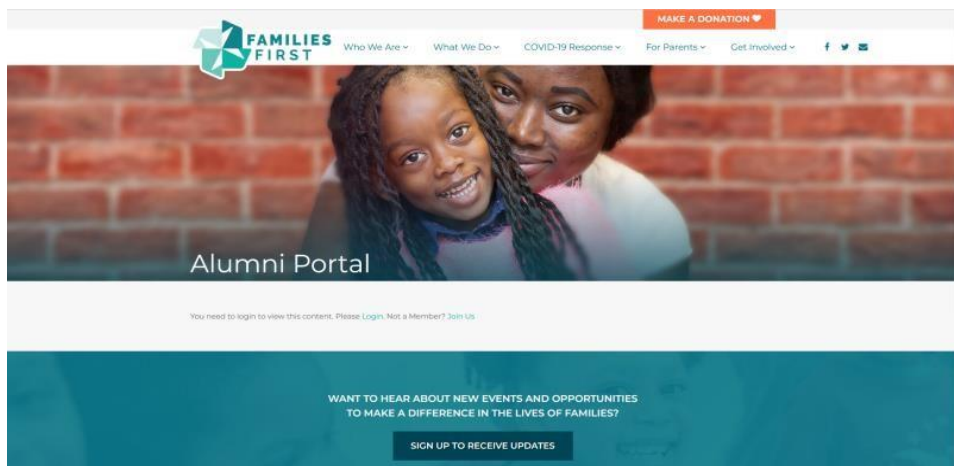 MAKE A DONATION
FAMILIES
FIRST
Who We Are
What We Do
COVID-19 Response
For Parents
Get Involved
Alumni Portal
You need to login to view this content. Please Login. Not a Member? Join Us
WANT TO HEAR ABOUT NEW EVENTS AND OPPORTUNITIES
TO MAKE A DIFFERENCE IN THE LIVES OF FAMILIES?
SIGN UP TO RECEIVE UPDATES